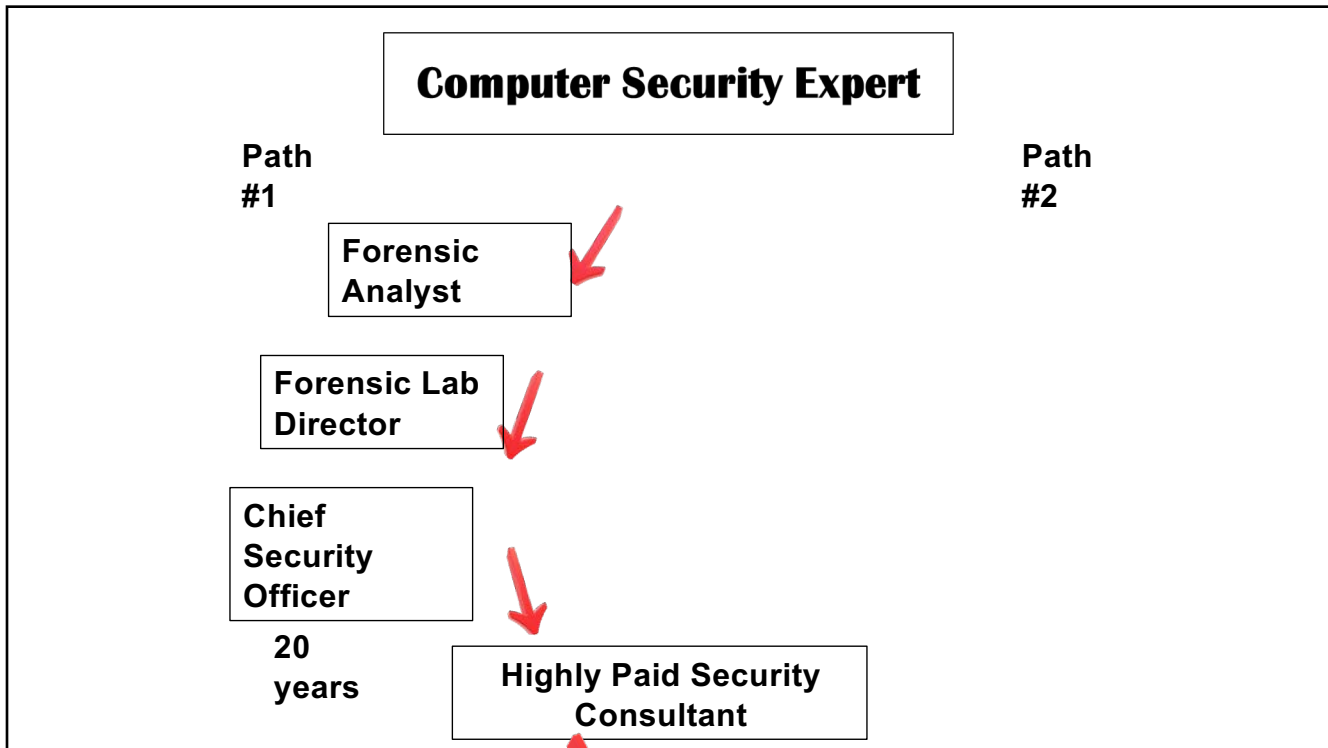 Computer Security Expert
Path
#1
Path
#2
Forensic
Analyst
Forensic Lab
Director
Chief
Security
Officer
20
years
Highly Paid Security
Consultant